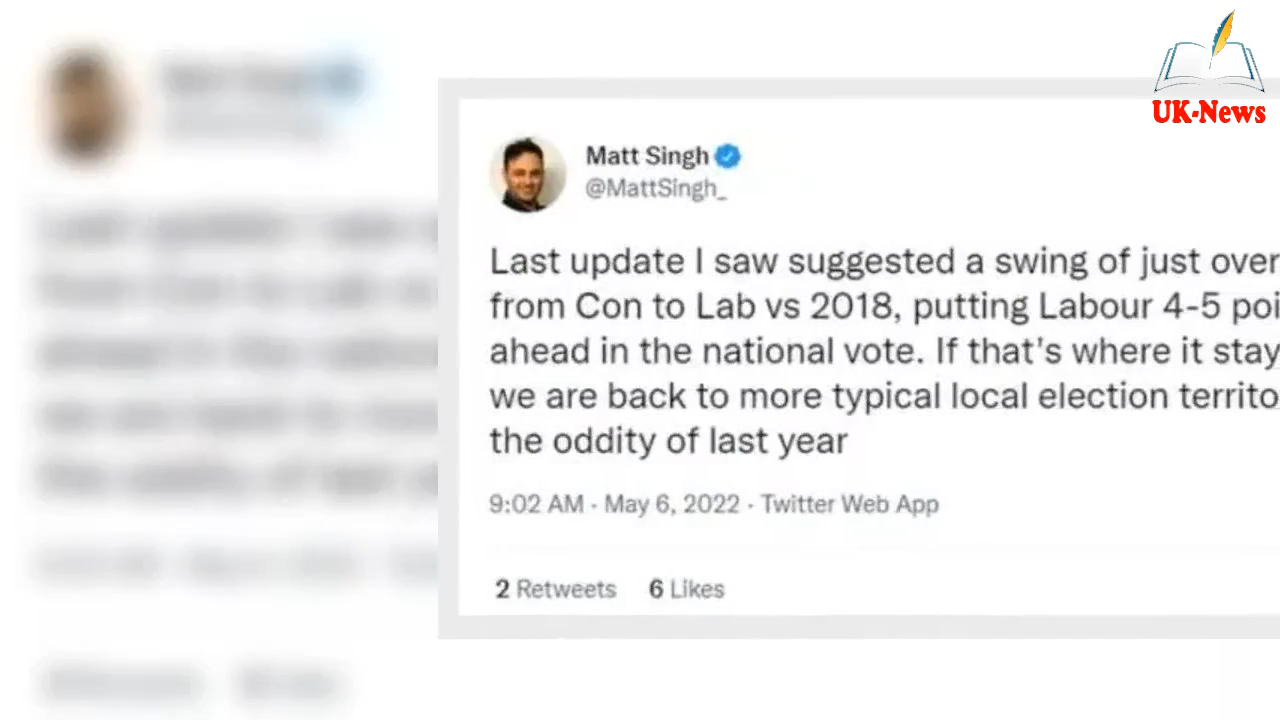 UK-News
Matt Singh
@MattSingh_
Last update I saw suggested a swing of just over
from Con to Lab vs 2018, putting Labour 4-5 poi
ahead in the national vote. If that's where it stay
we are back to more typical local election territo
the oddity of last year
9:02 AM · May 6, 2022 · Twitter Web App
2 Retweets 6 Likes